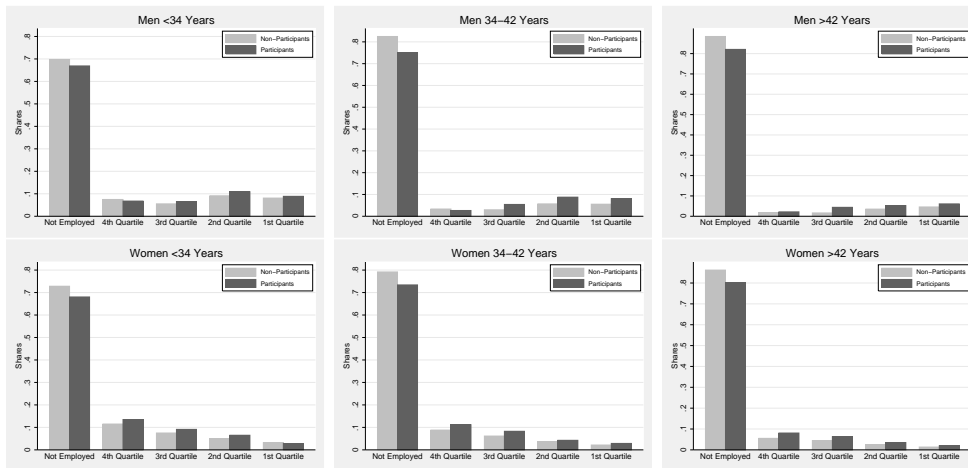 Men <34 Years
Non−Participants
Participants
Shares
0
.1
.2
.3
.4
.5
.6
.7
.8
Not Employed 4th Quartile 3rd Quartile 2nd Quartile 1st Quartile
Men 34−42 Years
Non−Participants
Participants
Shares
0
.1
.2
.3
.4
.5
.6
.7
.8
Not Employed 4th Quartile 3rd Quartile 2nd Quartile 1st Quartile
Men >42 Years
Non−Participants
Participants
Shares
0
.1
.2
.3
.4
.5
.6
.7
.8
Not Employed 4th Quartile 3rd Quartile 2nd Quartile 1st Quartile
Women <34 Years
Non−Participants
Participants
Shares
0
.1
.2
.3
.4
.5
.6
.7
.8
Not Employed 4th Quartile 3rd Quartile 2nd Quartile 1st Quartile
Women 34−42 Years
Non−Participants
Participants
Shares
0
.1
.2
.3
.4
.5
.6
.7
.8
Not Employed 4th Quartile 3rd Quartile 2nd Quartile 1st Quartile
Women >42 Years
Non−Participants
Participants
Shares
0
.1
.2
.3
.4
.5
.6
.7
.8
Not Employed 4th Quartile 3rd Quartile 2nd Quartile 1st Quartile